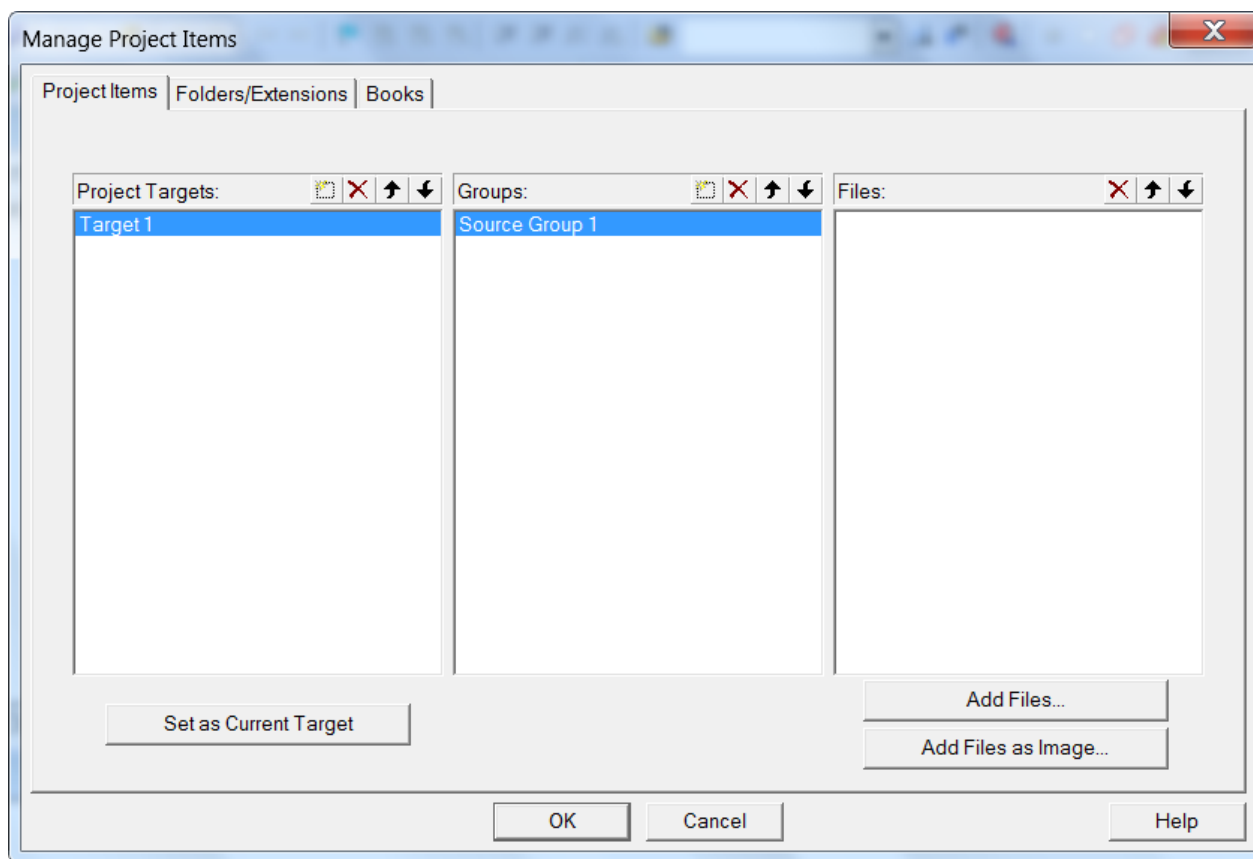 Manage Project Items
Project Items Folders/Extensions Books
Project Targets: Groups: Files:
Target 1 Source Group 1
Add Files...
Set as Current Target
Add Files as Image...
OK Cancel Help